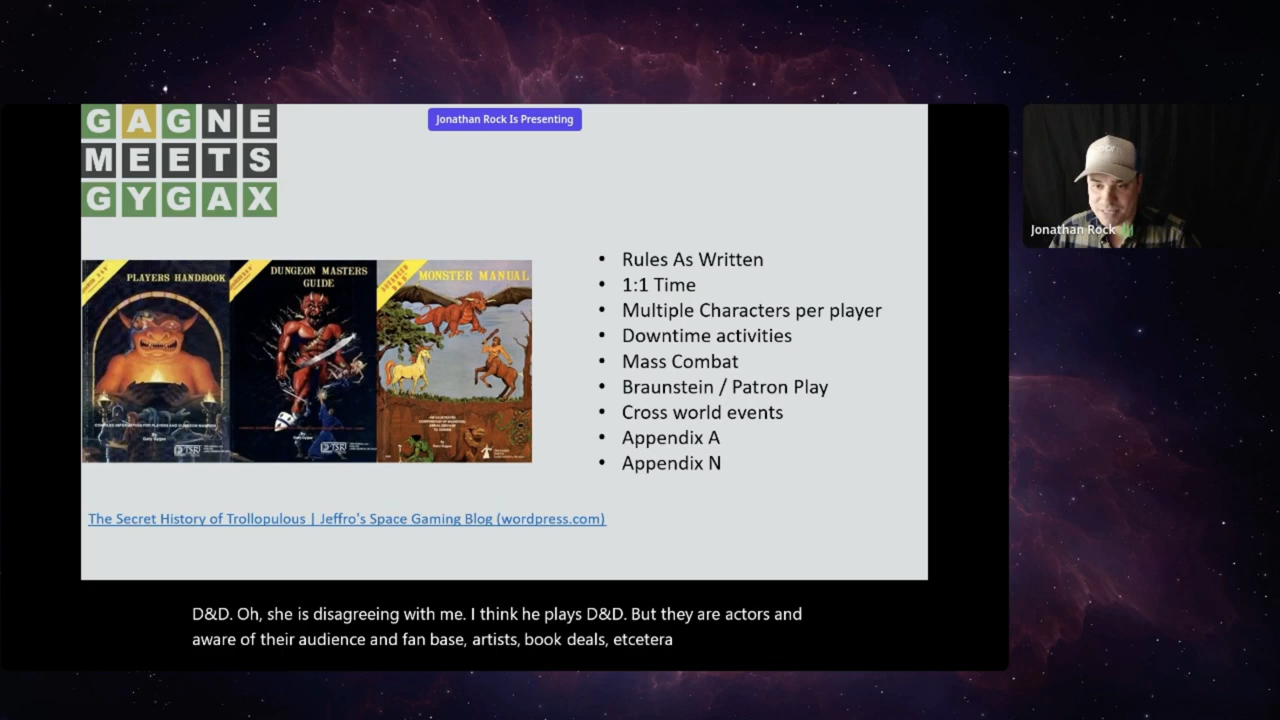 GAGNE
MEETS
GYGAX
Jonathan Rock Is Presenting
Jonathan Rock
PLAYERS HANDBOOK
DUNGEON MASTERS
GUIDE
MONSTER MANUAL
• Rules As Written
• 1:1 Time
• Multiple Characters per player
• Downtime activities
• Mass Combat
• Braunstein / Patron Play
• Cross world events
• Appendix A
• Appendix N
The Secret History of Trollopulous | Jeffro's Space Gaming Blog (wordpress.com)
D&D. Oh, she is disagreeing with me. I think he plays D&D. But they are actors and
aware of their audience and fan base, artists, book deals, etcetera